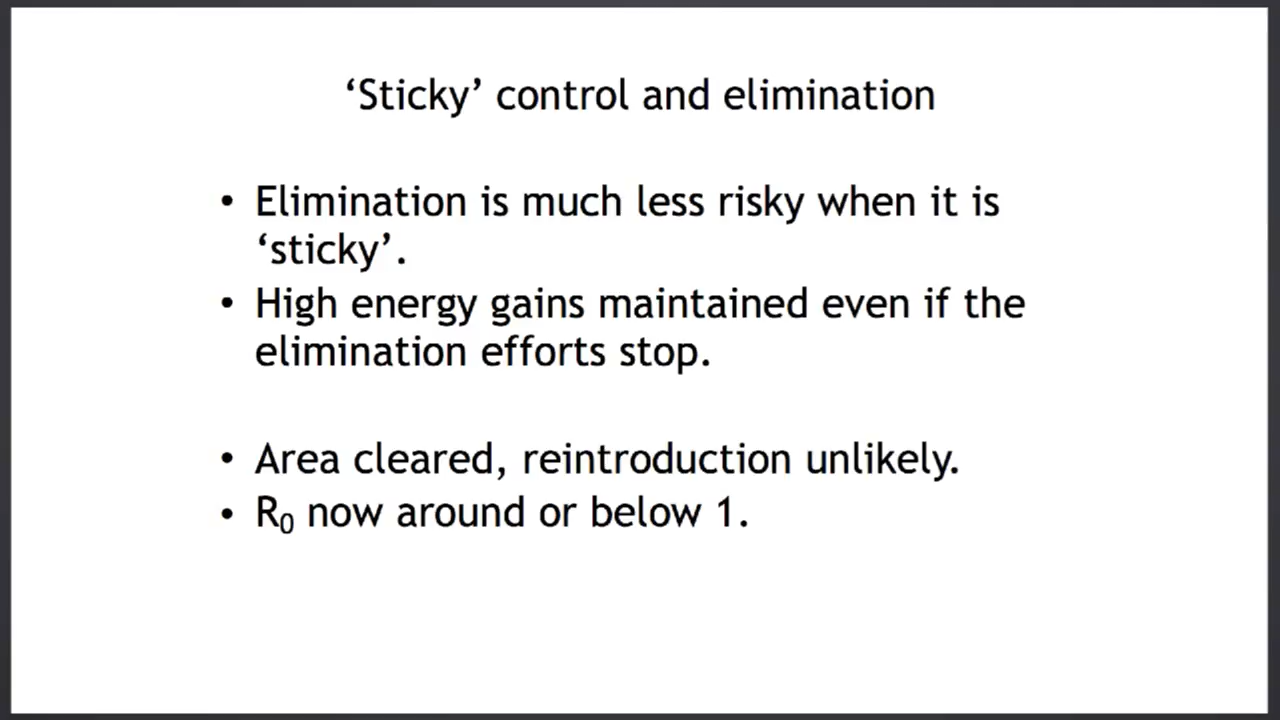 ‘Sticky’ control and elimination
• Elimination is much less risky when it is
‘sticky’.
• High energy gains maintained even if the
elimination efforts stop.
• Area cleared, reintroduction unlikely.
• R₀ now around or below 1.